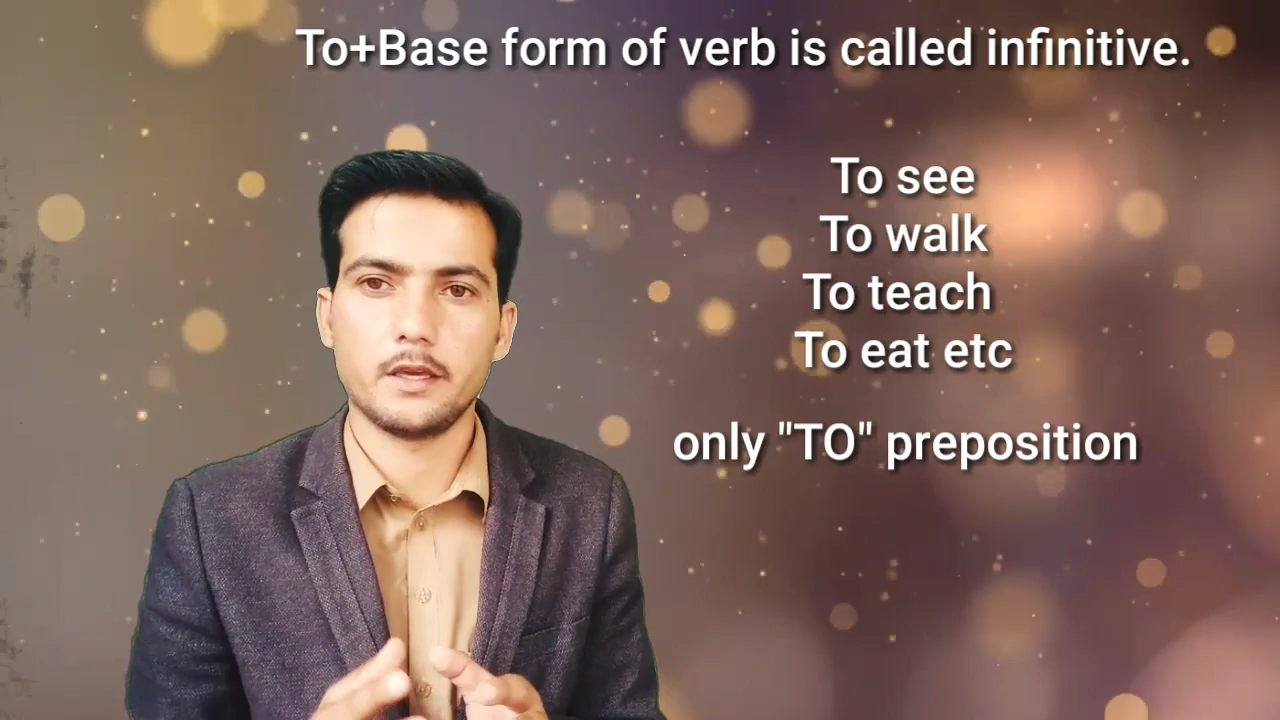 To+Base form of verb is called infinitive.
To see
To walk
To teach
To eat etc
only "TO" preposition